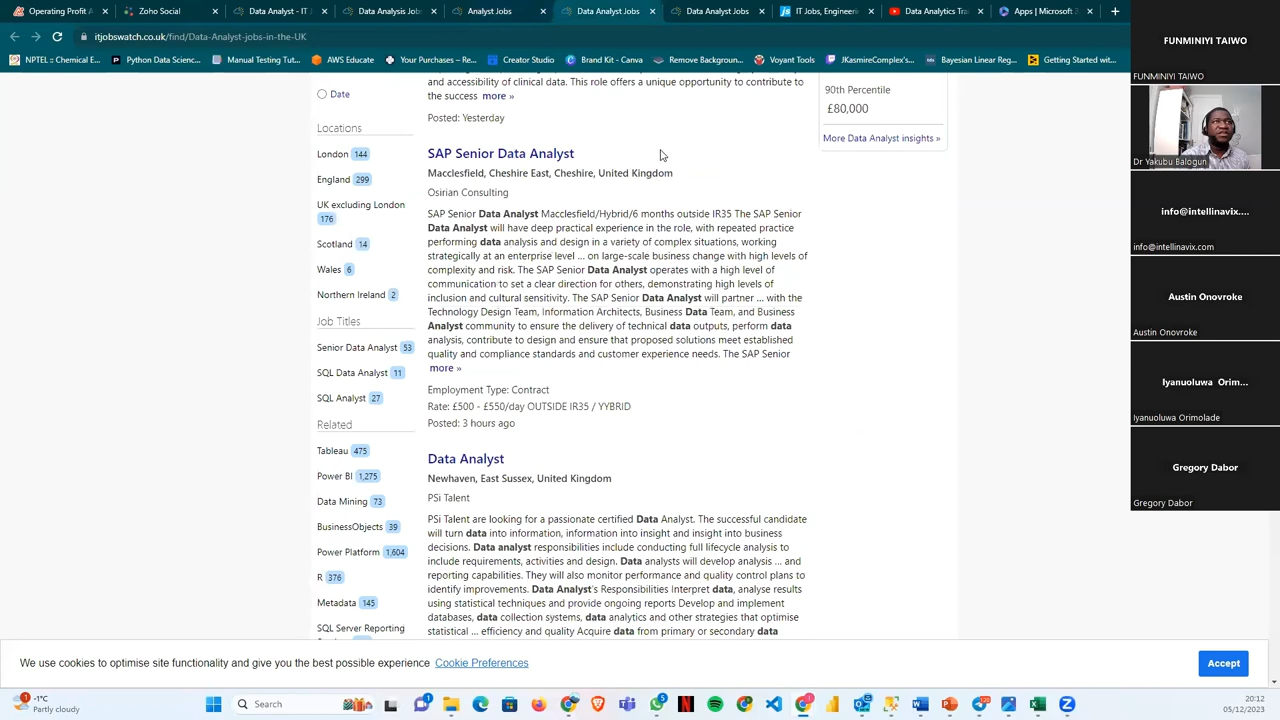 Operating Profit A
Zoho Social
Data Analyst - IT J
Data Analysis Jobs
Analyst Jobs
Data Analyst Jobs
Data Analyst Jobs
IT Jobs, Engineeri
Data Analytics Tra
Apps | Microsoft 3
itjobswatch.co.uk/find/Data-Analyst-jobs-in-the-UK
NPTEL :: Chemical E...
Python Data Scienc...
Manual Testing Tut...
AWS Educate
Your Purchases – Re...
Creator Studio
Brand Kit - Canva
Remove Background...
Voyant Tools
JKasmireComplex's...
Bayesian Linear Reg...
Getting Started wit...
Date
Locations
London 144
England 299
UK excluding London
176
Scotland 14
Wales 6
Northern Ireland 2
Job Titles
Senior Data Analyst 53
SQL Data Analyst 11
SQL Analyst 27
Related
Tableau 475
Power BI 1,275
Data Mining 73
BusinessObjects 39
Power Platform 1,604
R 376
Metadata 145
SQL Server Reporting
and accessibility of clinical data. This role offers a unique opportunity to contribute to
the success more »
Posted: Yesterday
SAP Senior Data Analyst
Macclesfield, Cheshire East, Cheshire, United Kingdom
Osirian Consulting
SAP Senior Data Analyst Macclesfield/Hybrid/6 months outside IR35 The SAP Senior
Data Analyst will have deep practical experience in the role, with repeated practice
performing data analysis and design in a variety of complex situations, working
strategically at an enterprise level ... on large-scale business change with high levels of
complexity and risk. The SAP Senior Data Analyst operates with a high level of
communication to set a clear direction for others, demonstrating high levels of
inclusion and cultural sensitivity. The SAP Senior Data Analyst will partner ... with the
Technology Design Team, Information Architects, Business Data Team, and Business
Analyst community to ensure the delivery of technical data outputs, perform data
analysis, contribute to design and ensure that proposed solutions meet established
quality and compliance standards and customer experience needs. The SAP Senior
more »
Employment Type: Contract
Rate: £500 - £550/day OUTSIDE IR35 / YYBRID
Posted: 3 hours ago
Data Analyst
Newhaven, East Sussex, United Kingdom
PSi Talent
PSi Talent are looking for a passionate certified Data Analyst. The successful candidate
will turn data into information, information into insight and insight into business
decisions. Data analyst responsibilities include conducting full lifecycle analysis to
include requirements, activities and design. Data analysts will develop analysis ... and
reporting capabilities. They will also monitor performance and quality control plans to
identify improvements. Data Analyst's Responsibilities Interpret data, analyse results
using statistical techniques and provide ongoing reports Develop and implement
databases, data collection systems, data analytics and other strategies that optimise
statistical ... efficiency and quality Acquire data from primary or secondary data
90th Percentile
£80,000
More Data Analyst insights »
FUNMINIYI TAIWO
FUNMINIYI TAIWO
Dr Yakubu Balogun
info@intellinavix....
info@intellinavix.com
Austin Onovroke
Austin Onovroke
Iyanuoluwa Orim...
Iyanuoluwa Orimolade
Gregory Dabor
Gregory Dabor
We use cookies to optimise site functionality and give you the best possible experience Cookie Preferences
Accept
-1°C
Partly cloudy
Search
20:12
05/12/2023